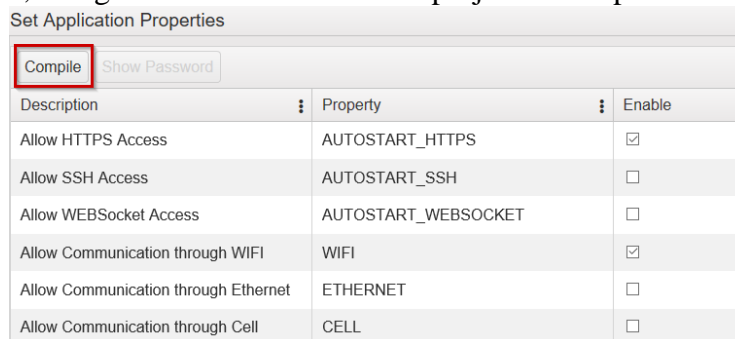 Set Application Properties
Compile Show Password
Description Property Enable
Allow HTTPS Access AUTOSTART_HTTPS
Allow SSH Access AUTOSTART_SSH
Allow WEBSocket Access AUTOSTART_WEBSOCKET
Allow Communication through WIFI WIFI
Allow Communication through Ethernet ETHERNET
Allow Communication through Cell CELL